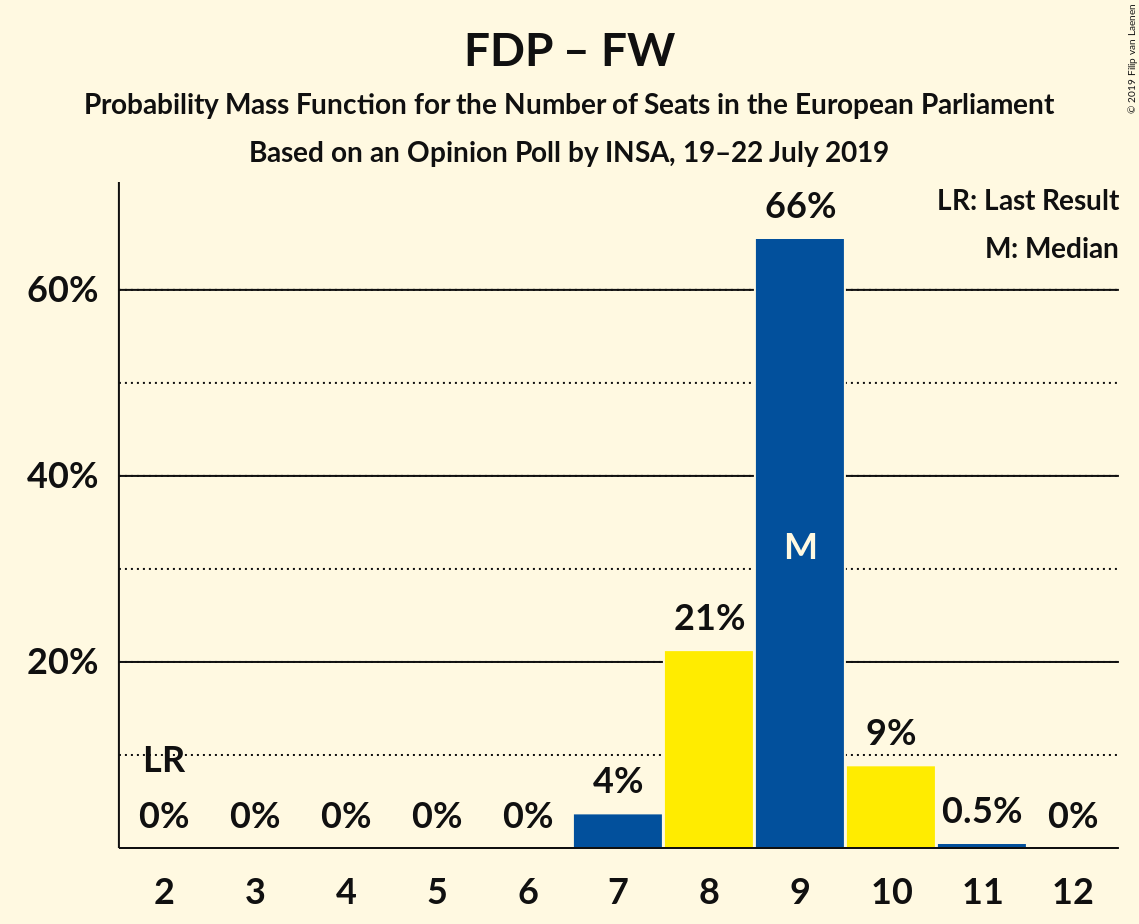 FDP – FW
Probability Mass Function for the Number of Seats in the European Parliament
Based on an Opinion Poll by INSA, 19–22 July 2019
© 2019 Filip van Laenen
LR: Last Result
M: Median
66%
60%
40%
M
21%
20%
9%
LR
4%
0% 0% 0% 0% 0% 0.5% 0%
2 3 4 5 6 7 8 9 10 11 12